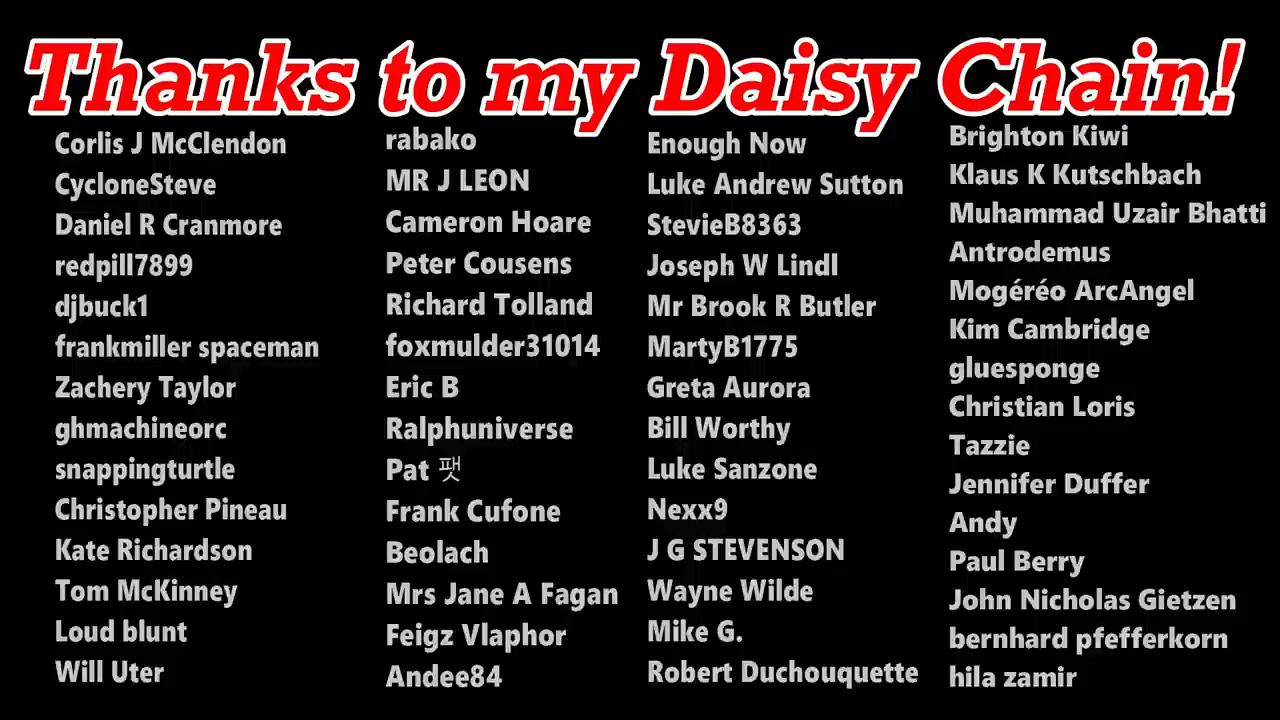 Thanks to my Daisy Chain!
Corlis J McClendon
CycloneSteve
Daniel R Cranmore
redpill7899
djbuck1
frankmiller spaceman
Zachery Taylor
ghmachineorc
snappingturtle
Christopher Pineau
Kate Richardson
Tom McKinney
Loud blunt
Will Uter
rabako
MR J LEON
Cameron Hoare
Peter Cousens
Richard Tolland
foxmulder31014
Eric B
Ralphuniverse
Pat 팻
Frank Cufone
Beolach
Mrs Jane A Fagan
Feigz Vlaphor
Andee84
Enough Now
Luke Andrew Sutton
StevieB8363
Joseph W Lindl
Mr Brook R Butler
MartyB1775
Greta Aurora
Bill Worthy
Luke Sanzone
Nexx9
J G STEVENSON
Wayne Wilde
Mike G.
Robert Duchouquette
Brighton Kiwi
Klaus K Kutschbach
Muhammad Uzair Bhatti
Antrodemus
Mogéréo ArcAngel
Kim Cambridge
gluesponge
Christian Loris
Tazzie
Jennifer Duffer
Andy
Paul Berry
John Nicholas Gietzen
bernhard pfefferkorn
hila zamir